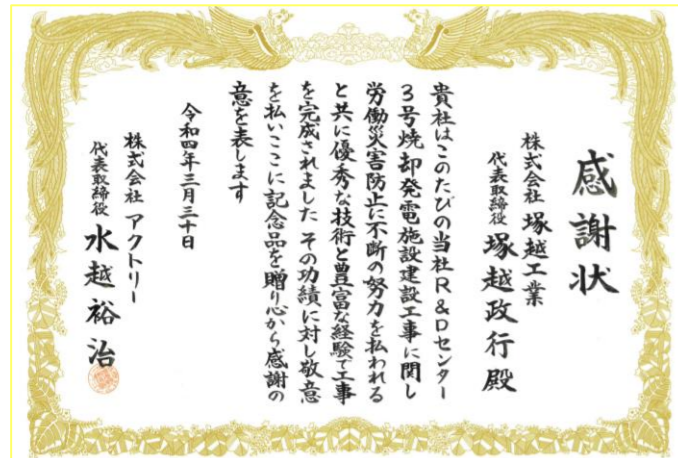 感謝状
株式会社 塚越工業
代表取締役 塚越政行殿
貴社はこのたびの当社R&Dセンター
3号焼却発電施設建設工事に関し
労働災害防止に不断の努力を払われる
と共に優秀な技術と豊富な経験で工事
を完成されました その功績に対し敬意
を払いここに記念品を贈り心から感謝の
意を表します
令和四年三月三十日
株式会社 アクトリー
代表取締役 水越裕治